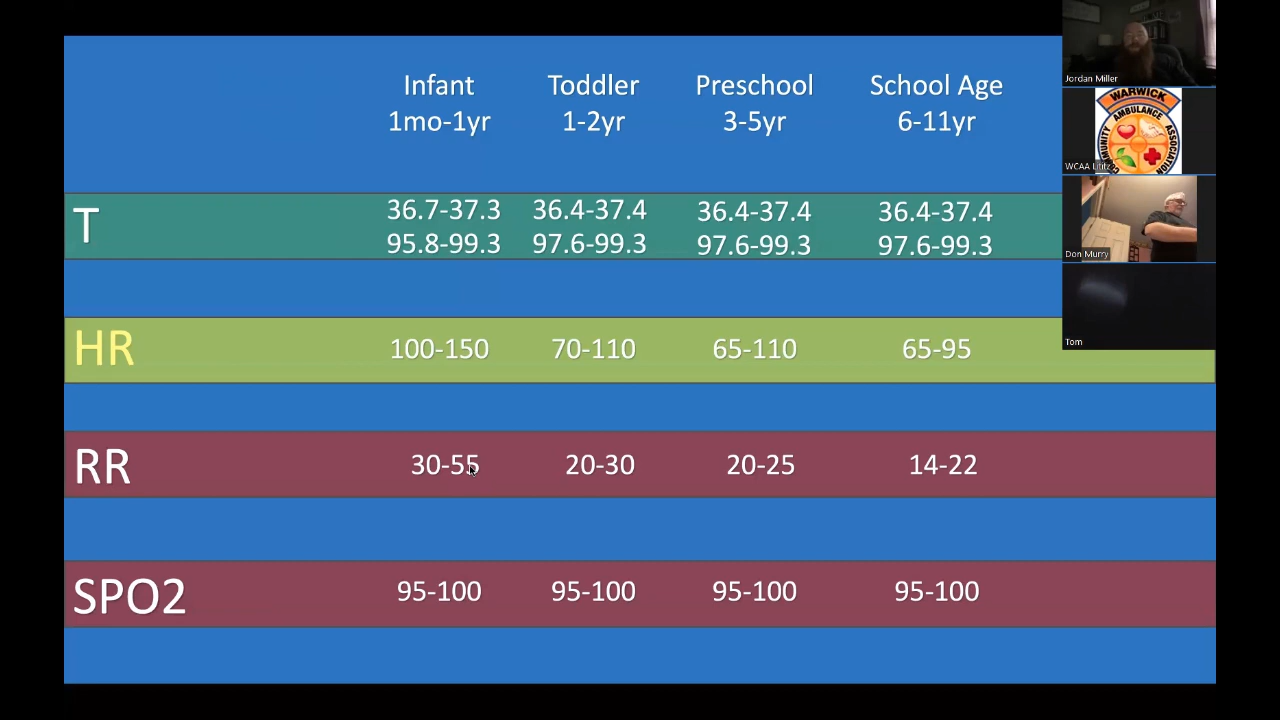 Infant Toddler Preschool School Age
1mo-1yr 1-2yr 3-5yr 6-11yr
T
36.7-37.3 36.4-37.4 36.4-37.4 36.4-37.4
95.8-99.3 97.6-99.3 97.6-99.3 97.6-99.3
HR 100-150 70-110 65-110 65-95
RR 30-55 20-30 20-25 14-22
SPO2 95-100 95-100 95-100 95-100
Jordan Miller
WARWICK
COMMUNITY AMBULANCE ASSOCIATION
WCAA Lititz
Don Murry
Tom